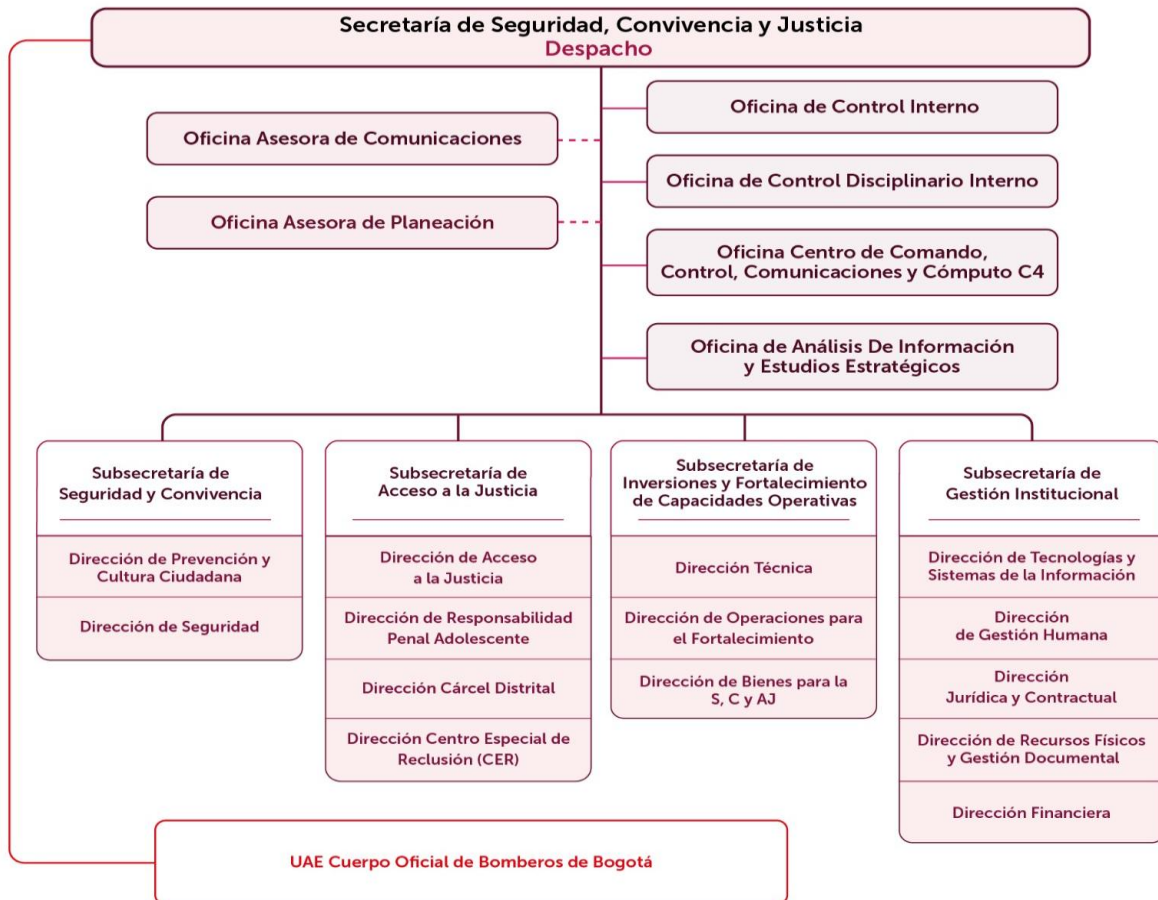 Secretaría de Seguridad, Convivencia y Justicia
Despacho
Oficina de Control Interno
Oficina Asesora de Comunicaciones
Oficina de Control Disciplinario Interno
Oficina Asesora de Planeación
Oficina Centro de Comando,
Control, Comunicaciones y Cómputo C4
Oficina de Análisis De Información
y Estudios Estratégicos
Subsecretaría de
Seguridad y Convivencia
Dirección de Prevención y
Cultura Ciudadana
Dirección de Seguridad
Subsecretaría de
Acceso a la Justicia
Dirección de Acceso
a la Justicia
Dirección de Responsabilidad
Penal Adolescente
Dirección Cárcel Distrital
Dirección Centro Especial de
Reclusión (CER)
Subsecretaría de
Inversiones y Fortalecimiento
de Capacidades Operativas
Dirección Técnica
Dirección de Operaciones para
el Fortalecimiento
Dirección de Bienes para la
S, C y AJ
Subsecretaría de
Gestión Institucional
Dirección de Tecnologías y
Sistemas de la Información
Dirección
de Gestión Humana
Dirección
Jurídica y Contractual
Dirección de Recursos Físicos
y Gestión Documental
Dirección Financiera
UAE Cuerpo Oficial de Bomberos de Bogotá